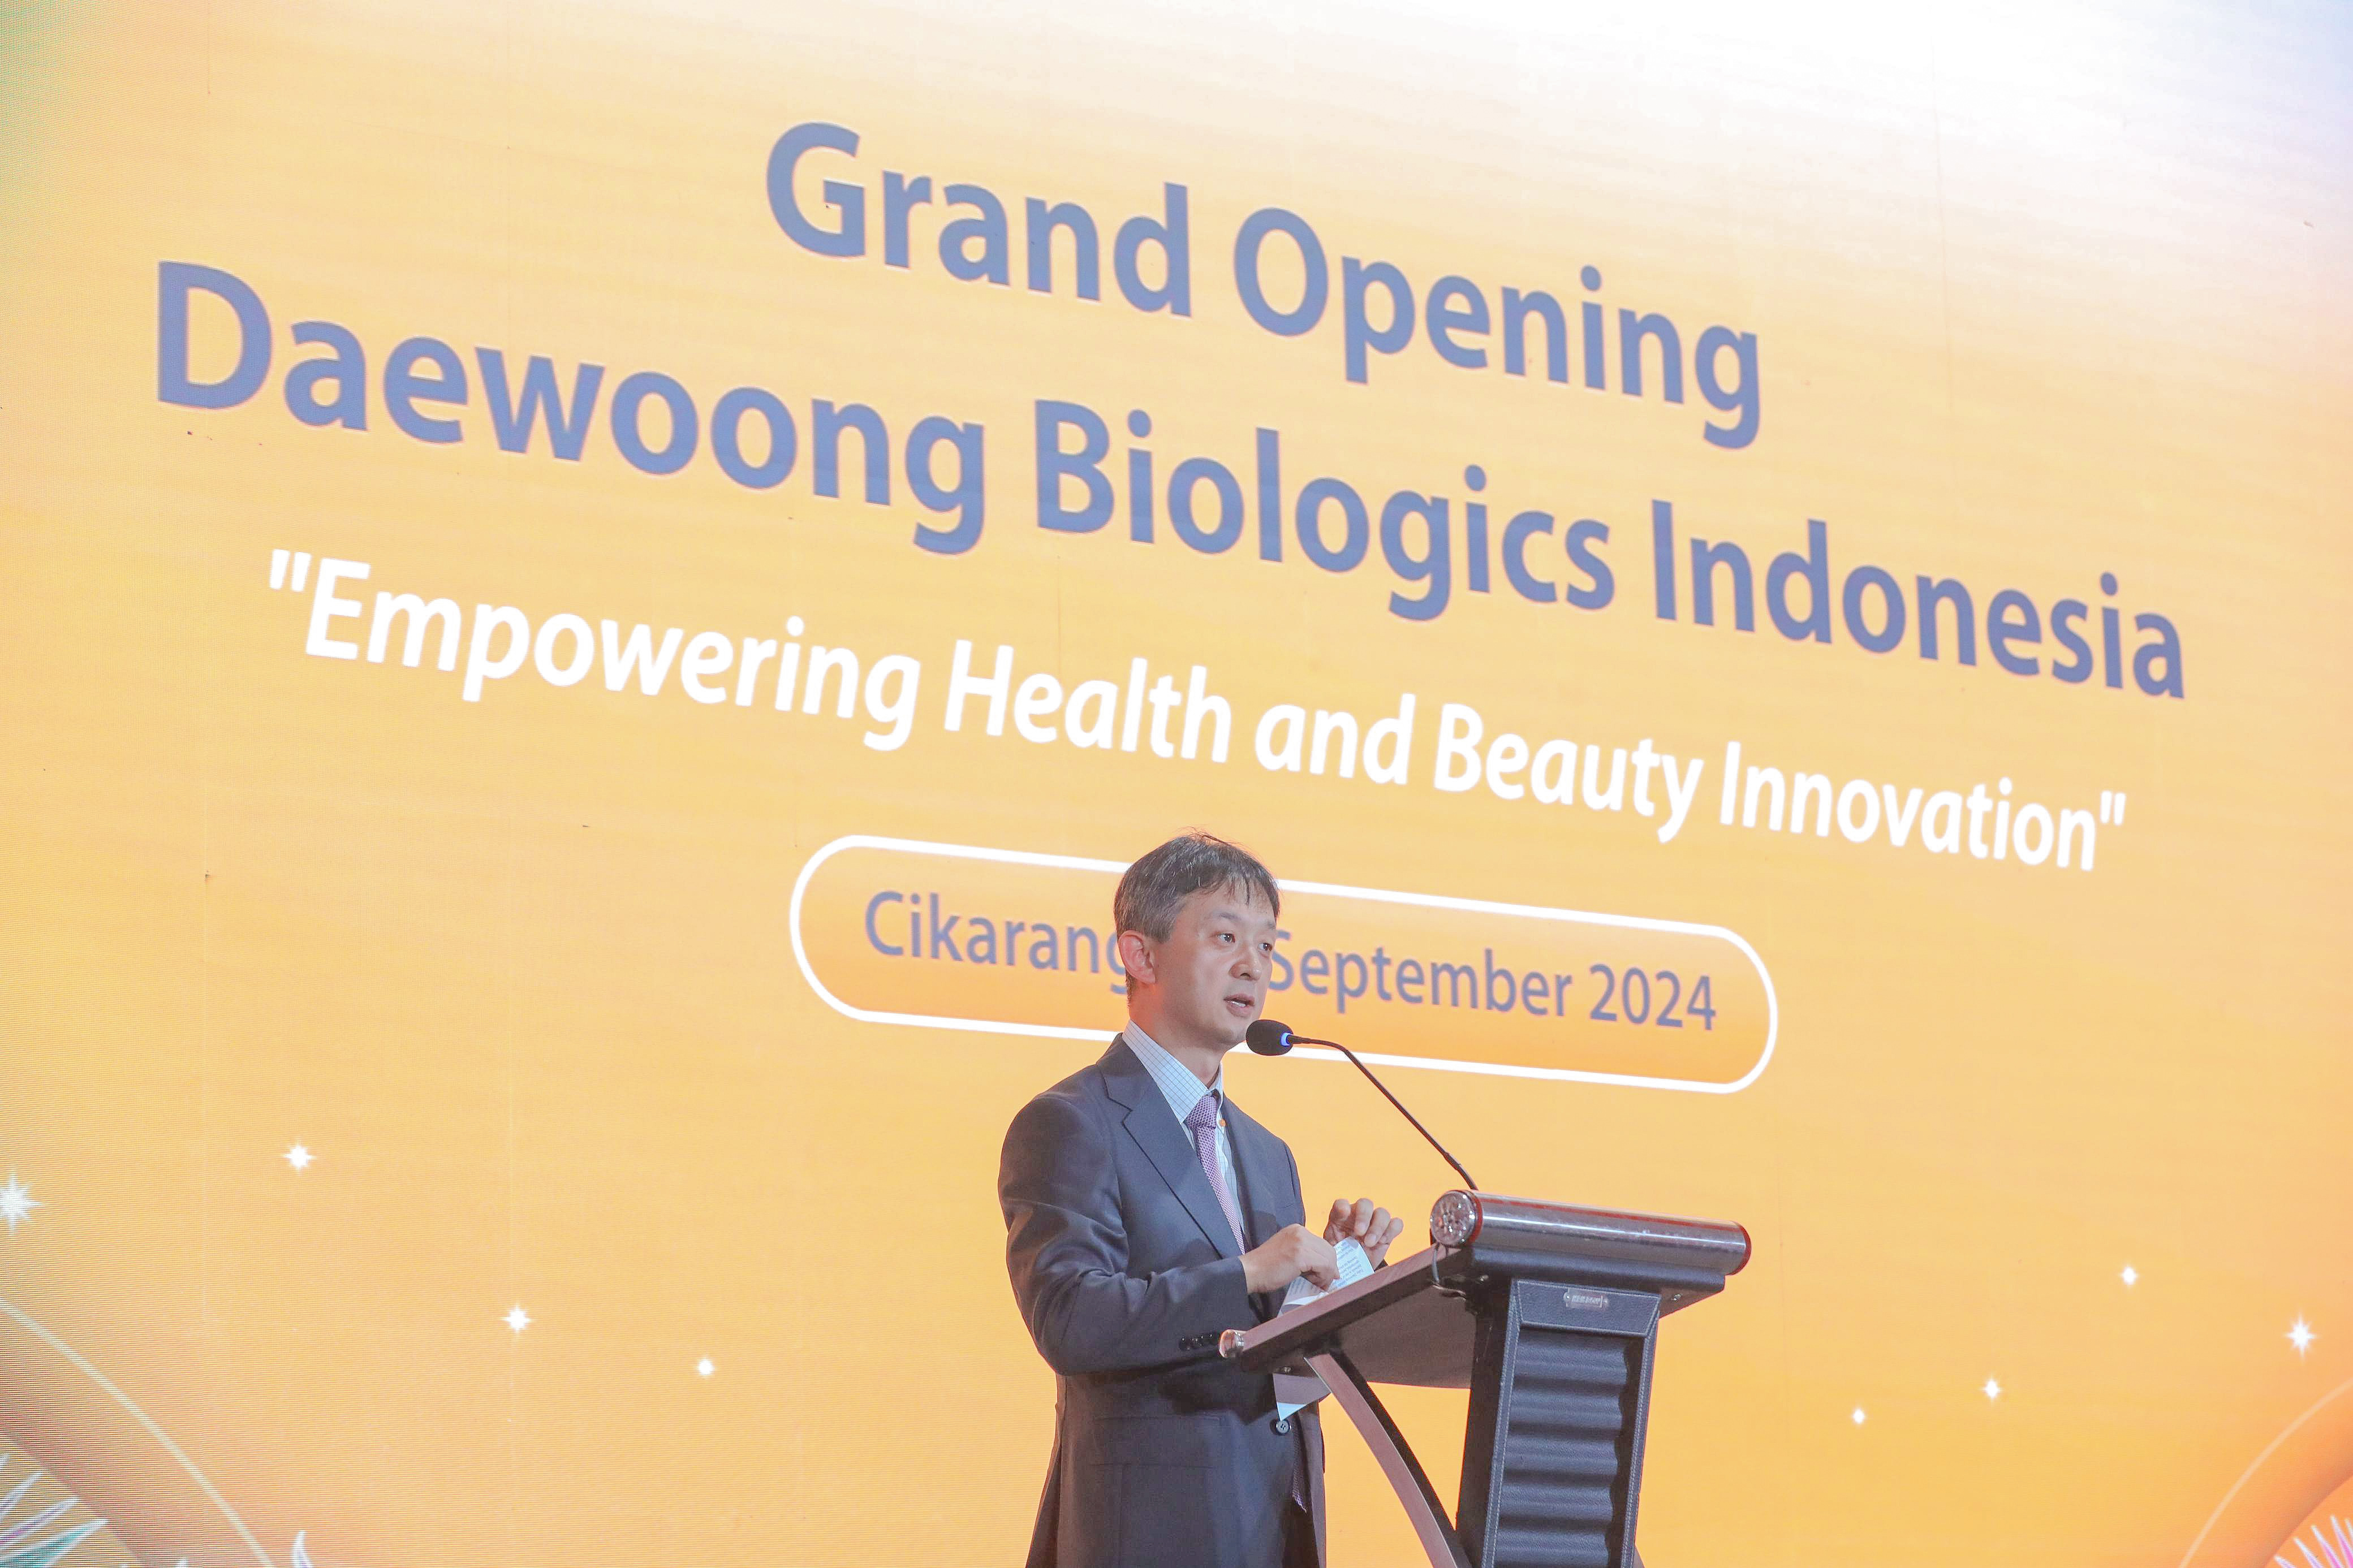 Grand Opening
Daewoong Biologics Indonesia
"Empowering Health and Beauty Innovation"
Cikarang September 2024